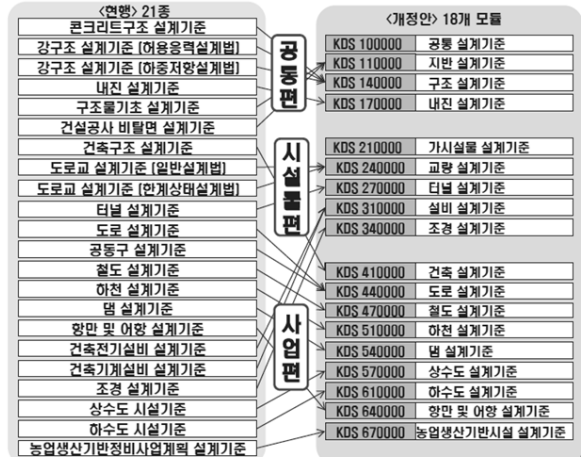 <현행> 21종
콘크리트구조 설계기준
강구조 설계기준 [허용응력설계법]
강구조 설계기준 [하중저항설계법]
내진 설계기준
구조물기초 설계기준
건설공사 비탈면 설계기준
건축구조 설계기준
도로교 설계기준 [일반설계법]
도로교 설계기준 [한계상태설계법]
터널 설계기준
도로 설계기준
공동구 설계기준
철도 설계기준
하천 설계기준
댐 설계기준
항만 및 어항 설계기준
건축전기설비 설계기준
건축기계설비 설계기준
조경 설계기준
상수도 시설기준
하수도 시설기준
농업생산기반정비사업계획 설계기준
공통편
시설물편
사업편
<개정안> 18개 모듈
KDS 100000 공통 설계기준
KDS 110000 지반 설계기준
KDS 140000 구조 설계기준
KDS 170000 내진 설계기준
KDS 210000 가시설물 설계기준
KDS 240000 교량 설계기준
KDS 270000 터널 설계기준
KDS 310000 설비 설계기준
KDS 340000 조경 설계기준
KDS 410000 건축 설계기준
KDS 440000 도로 설계기준
KDS 470000 철도 설계기준
KDS 510000 하천 설계기준
KDS 540000 댐 설계기준
KDS 570000 상수도 설계기준
KDS 610000 하수도 설계기준
KDS 640000 항만 및 어항 설계기준
KDS 670000 농업생산기반시설 설계기준